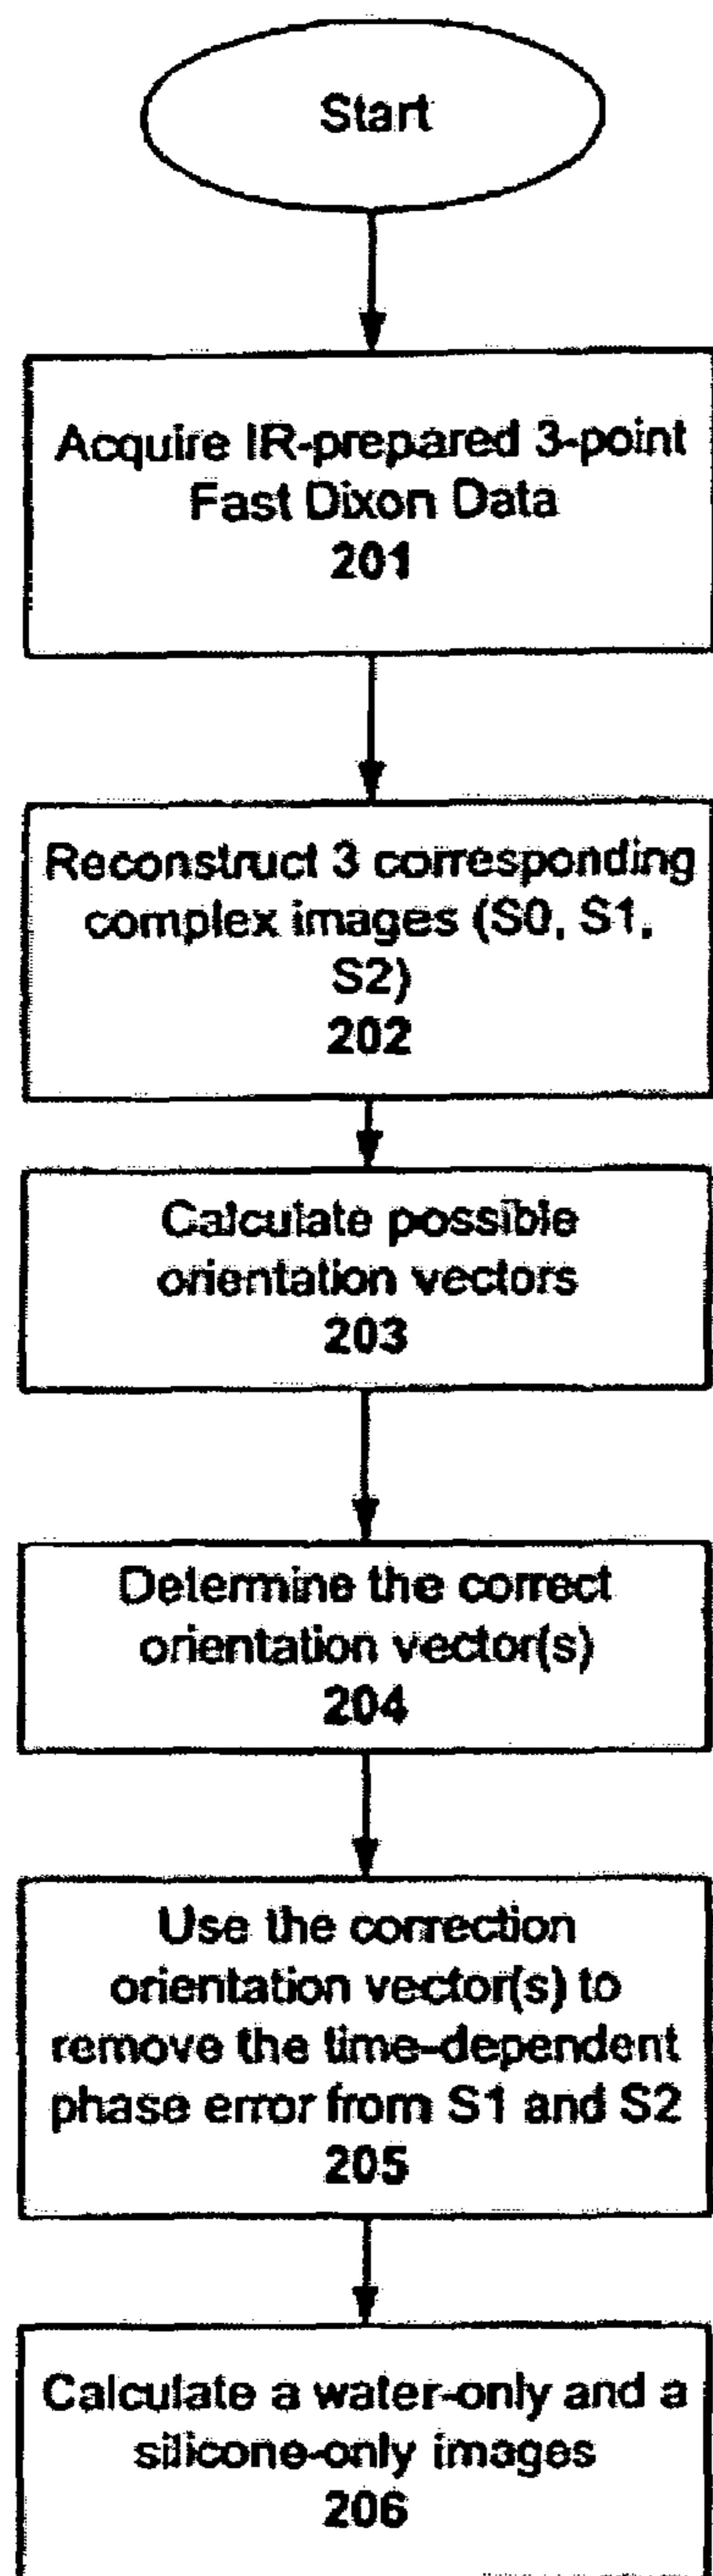 Start
Acquire IR-prepared 3-point
Fast Dixon Data
201
Reconstruct 3 corresponding
complex images (S0, S1,
S2)
202
Calculate possible
orientation vectors
203
Determine the correct
orientation vector(s)
204
Use the correction
orientation vector(s) to
remove the time-dependent
phase error from S1 and S2
205
Calculate a water-only and a
silicone-only images
206